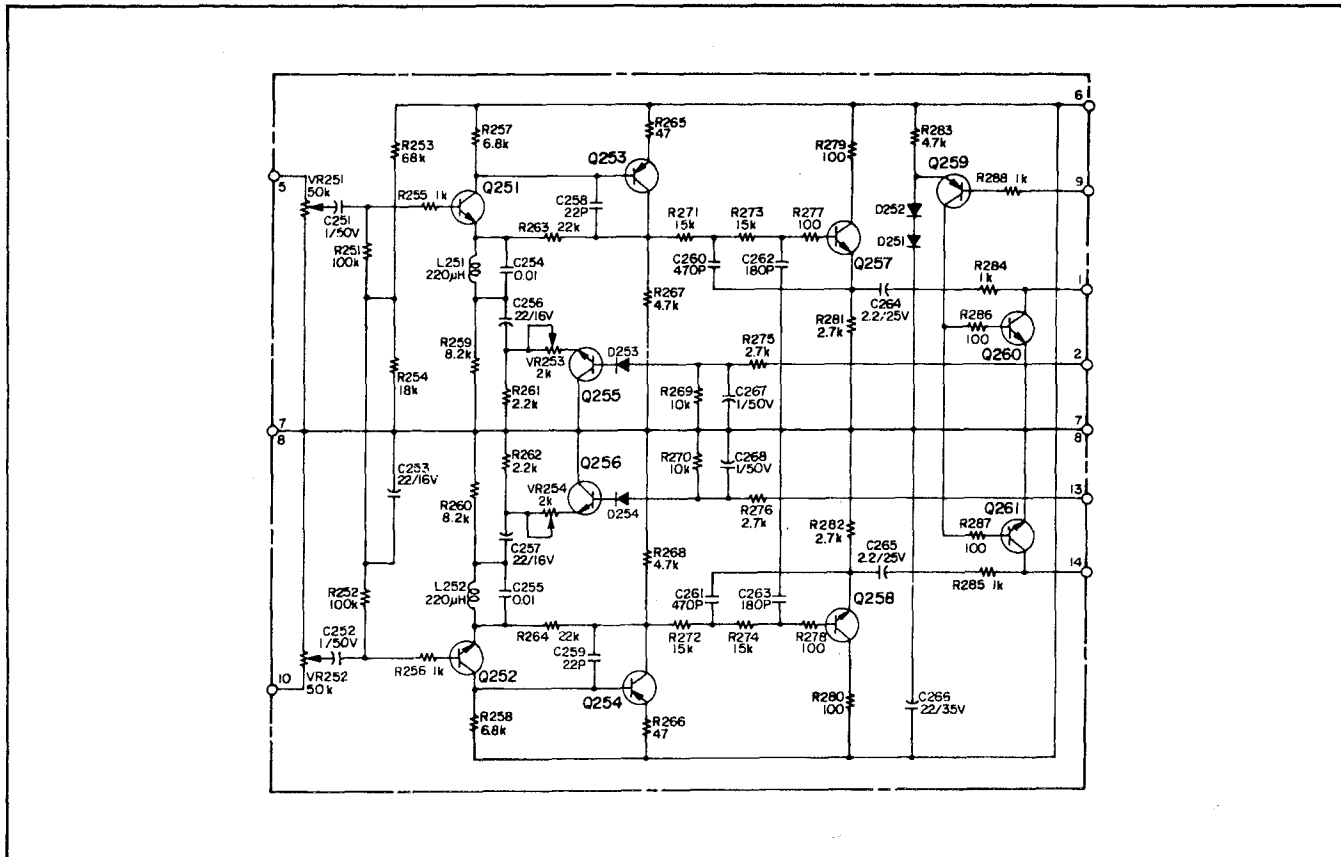 6
R253
68k
R257
6.8k
R265
47
R279
100
R283
4.7k
Q253
Q259
5
VR251
50k
R255 1k
Q251
R288 1k
9
C251
1/50V
C258
22P
R271
15k
R273
15k
R277
100
D252
R251
100k
R263 22k
D251
L251
220μH
C254
0.01
C260
470P
C262
180P
Q257
R284
1k
1
C256
22/16V
R267
4.7k
C264
2.2/25V
R281
2.7k
R286
100
R259
8.2k
VR253
2k
D253
R275
2.7k
Q260
2
R254
18k
R261
2.2k
Q255
R269
10k
C267
1/50V
7
8
7
8
C253
22/16V
R262
2.2k
Q256
R270
10k
C268
1/50V
R260
8.2k
VR254
2k
D254
R276
2.7k
13
R282
2.7k
Q261
R287
100
C257
22/16V
R268
4.7k
C265
2.2/25V
14
R285 1k
L252
220μH
C255
0.01
C261
470P
C263
180P
Q258
R252
100k
C252
1/50V
R264 22k
R272
15k
R274
15k
R278
100
C259
22P
R256 1k
Q252
10
VR252
50k
Q254
R280
100
C266
22/35V
R258
6.8k
R266
47